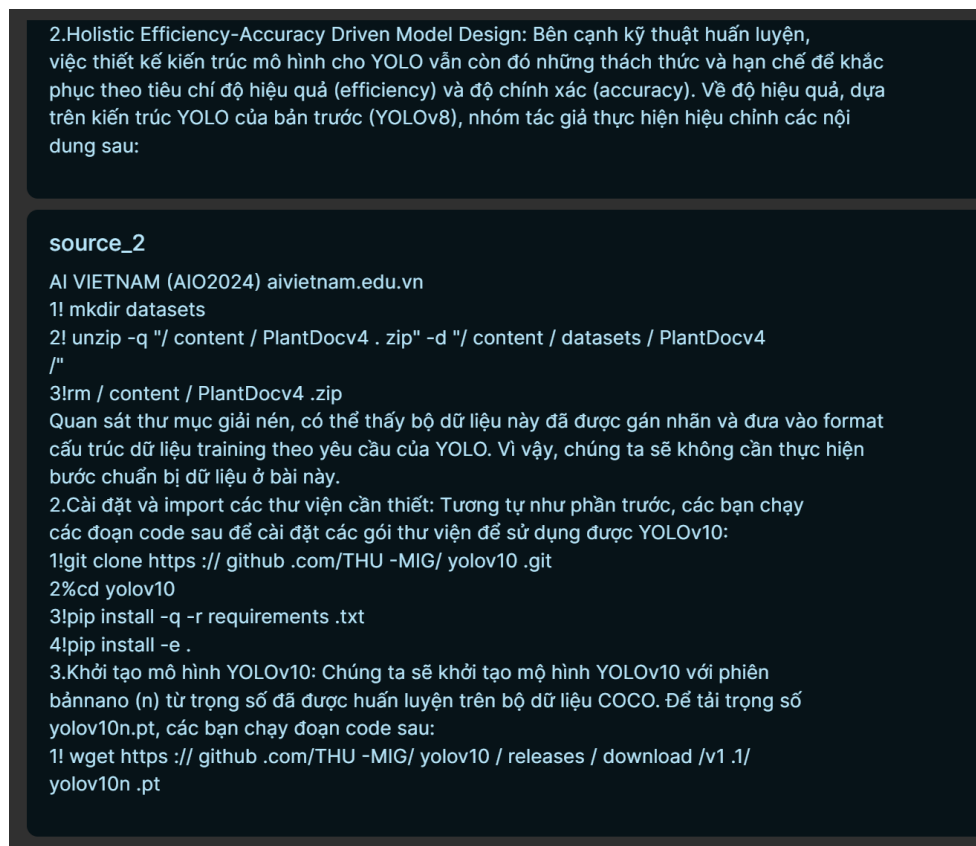 2.Holistic Efficiency-Accuracy Driven Model Design: Bên cạnh kỹ thuật huấn luyện,
việc thiết kế kiến trúc mô hình cho YOLO vẫn còn đó những thách thức và hạn chế để khắc
phục theo tiêu chí độ hiệu quả (efficiency) và độ chính xác (accuracy). Về độ hiệu quả, dựa
trên kiến trúc YOLO của bản trước (YOLOv8), nhóm tác giả thực hiện hiệu chỉnh các nội
dung sau:
source_2
AI VIETNAM (AIO2024) aivietnam.edu.vn
1! mkdir datasets
2! unzip -q "/ content / PlantDocv4 . zip" -d "/ content / datasets / PlantDocv4
/"
3!rm / content / PlantDocv4 .zip
Quan sát thư mục giải nén, có thể thấy bộ dữ liệu này đã được gán nhãn và đưa vào format
cấu trúc dữ liệu training theo yêu cầu của YOLO. Vì vậy, chúng ta sẽ không cần thực hiện
bước chuẩn bị dữ liệu ở bài này.
2.Cài đặt và import các thư viện cần thiết: Tương tự như phần trước, các bạn chạy
các đoạn code sau để cài đặt các gói thư viện để sử dụng được YOLOv10:
1!git clone https :// github .com/THU -MIG/ yolov10 .git
2%cd yolov10
3!pip install -q -r requirements .txt
4!pip install -e .
3.Khởi tạo mô hình YOLOv10: Chúng ta sẽ khởi tạo mộ hình YOLOv10 với phiên
bảnnano (n) từ trọng số đã được huấn luyện trên bộ dữ liệu COCO. Để tải trọng số
yolov10n.pt, các bạn chạy đoạn code sau:
1! wget https :// github .com/THU -MIG/ yolov10 / releases / download /v1 .1/
yolov10n .pt